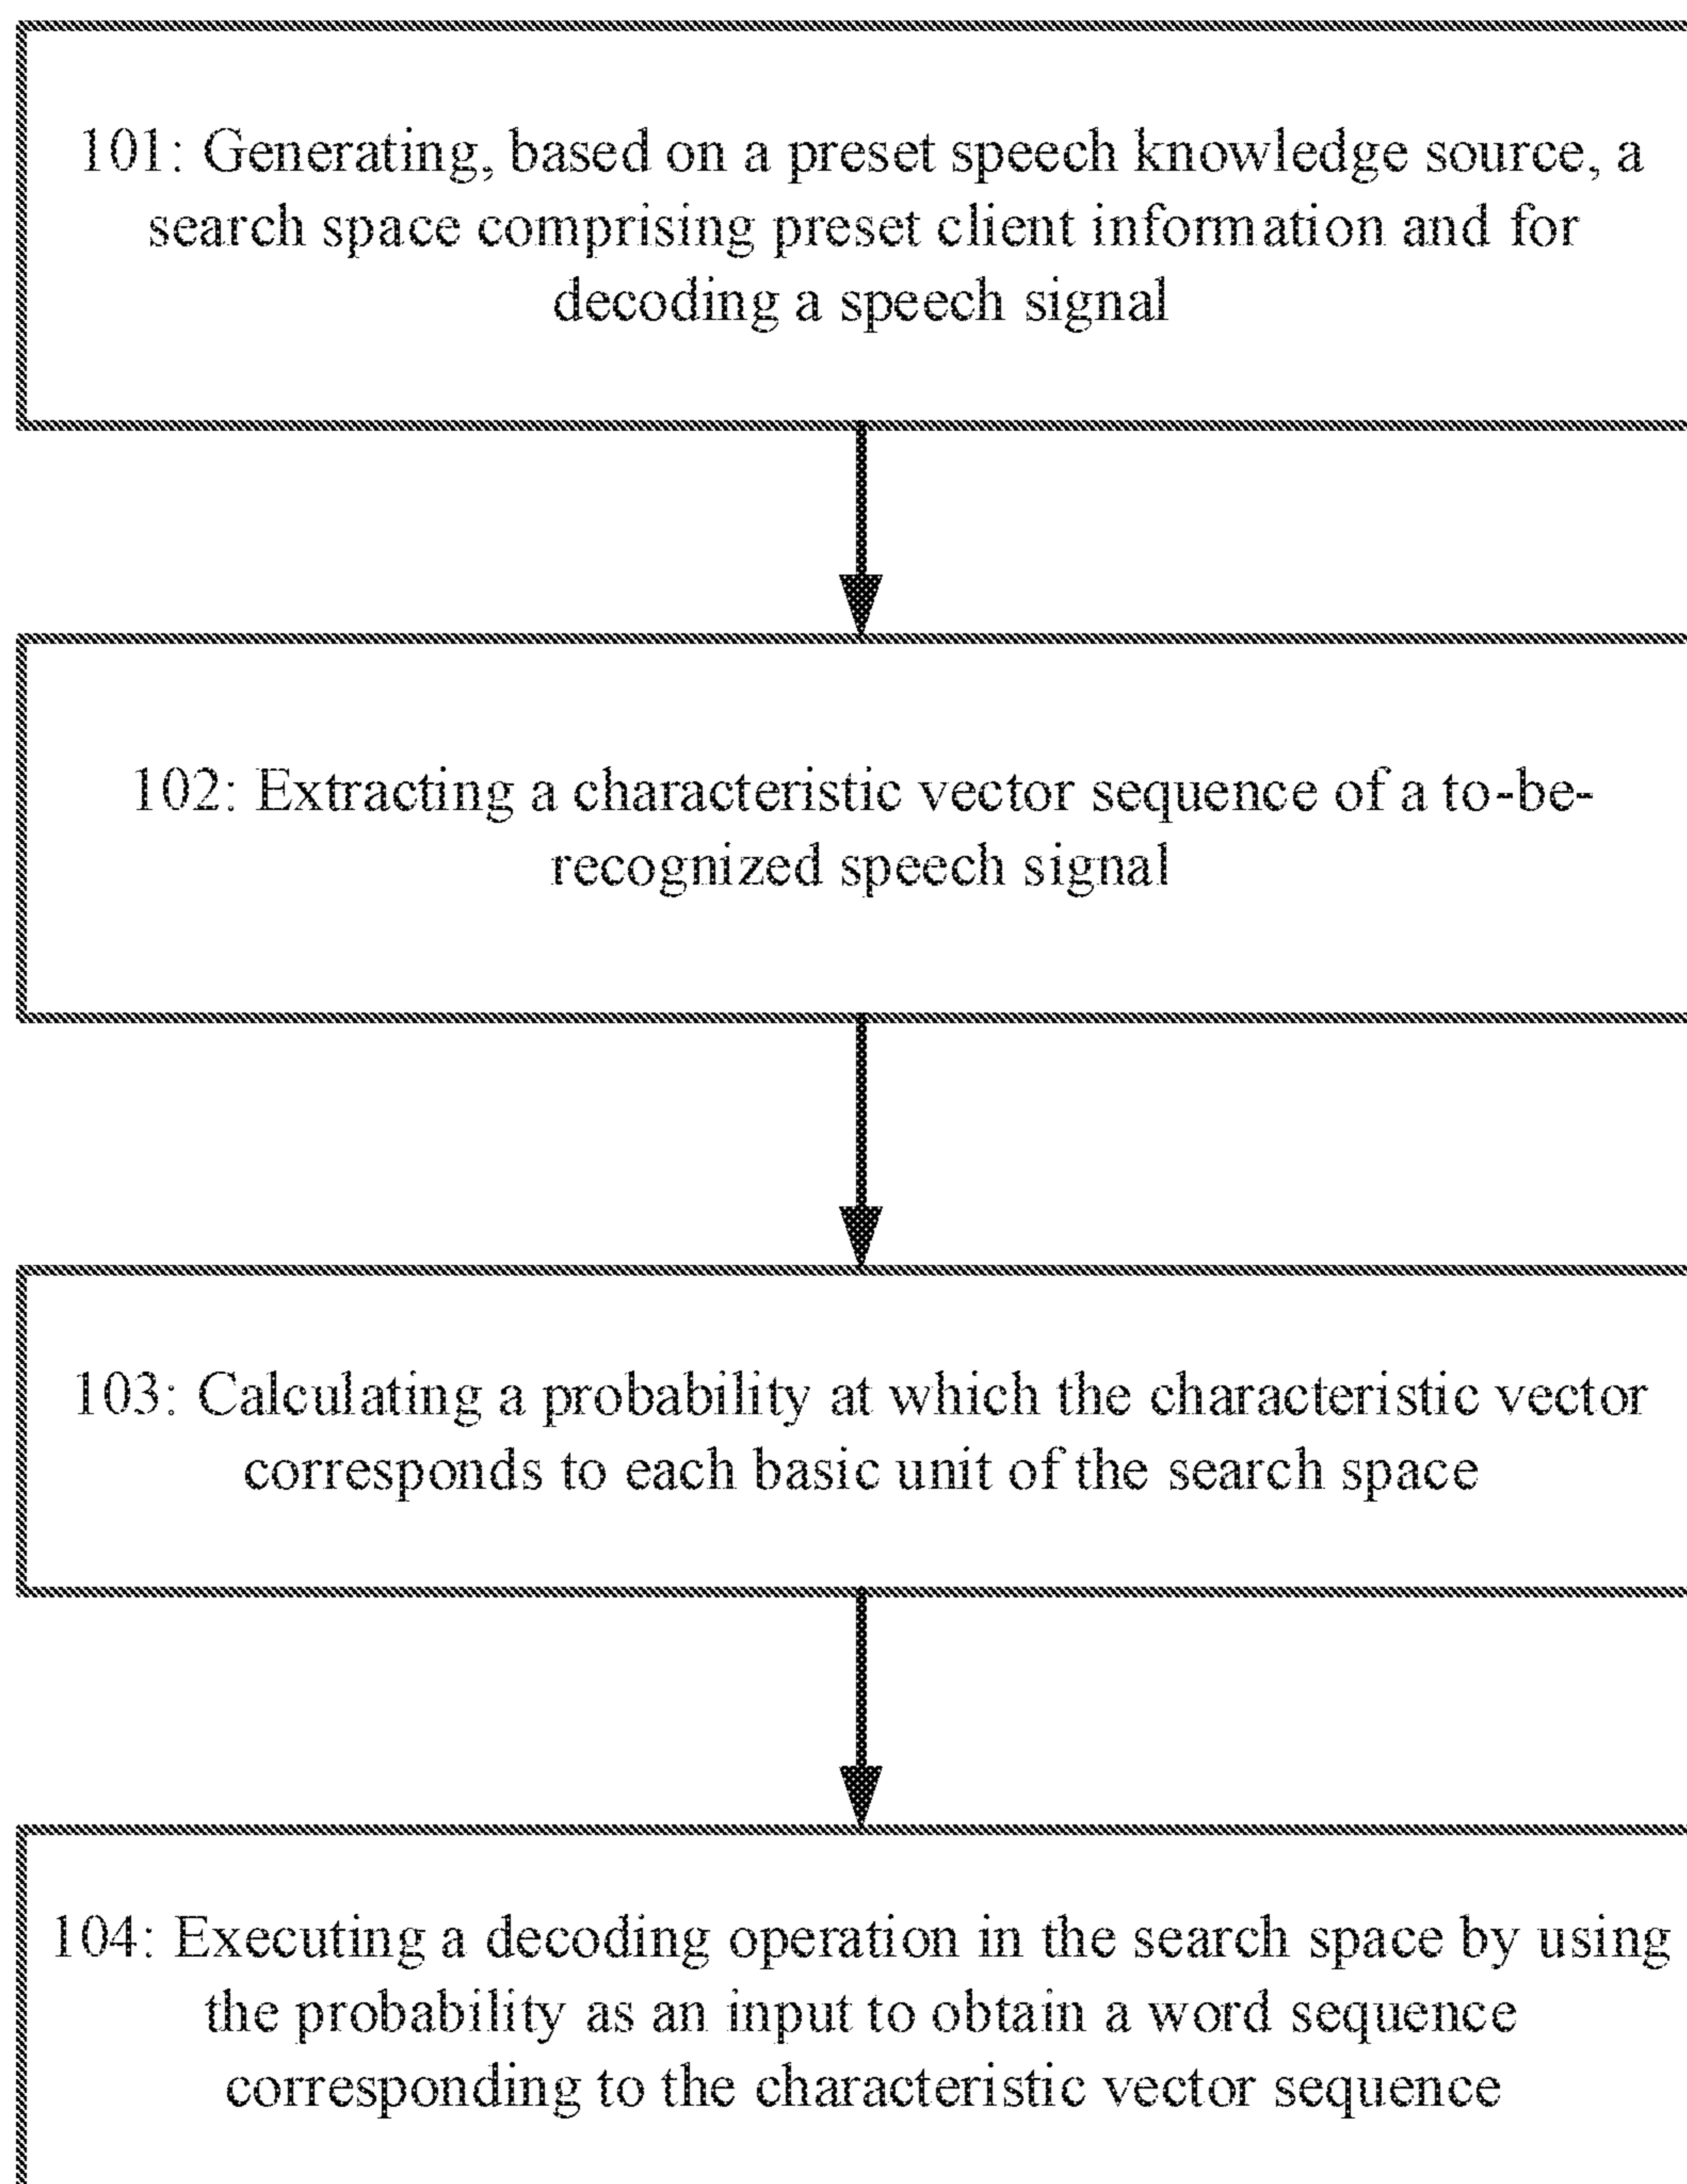 101: Generating, based on a preset speech knowledge source, a
search space comprising preset client information and for
decoding a speech signal
102: Extracting a characteristic vector sequence of a to-be-
recognized speech signal
103: Calculating a probability at which the characteristic vector
corresponds to each basic unit of the search space
104: Executing a decoding operation in the search space by using
the probability as an input to obtain a word sequence
corresponding to the characteristic vector sequence